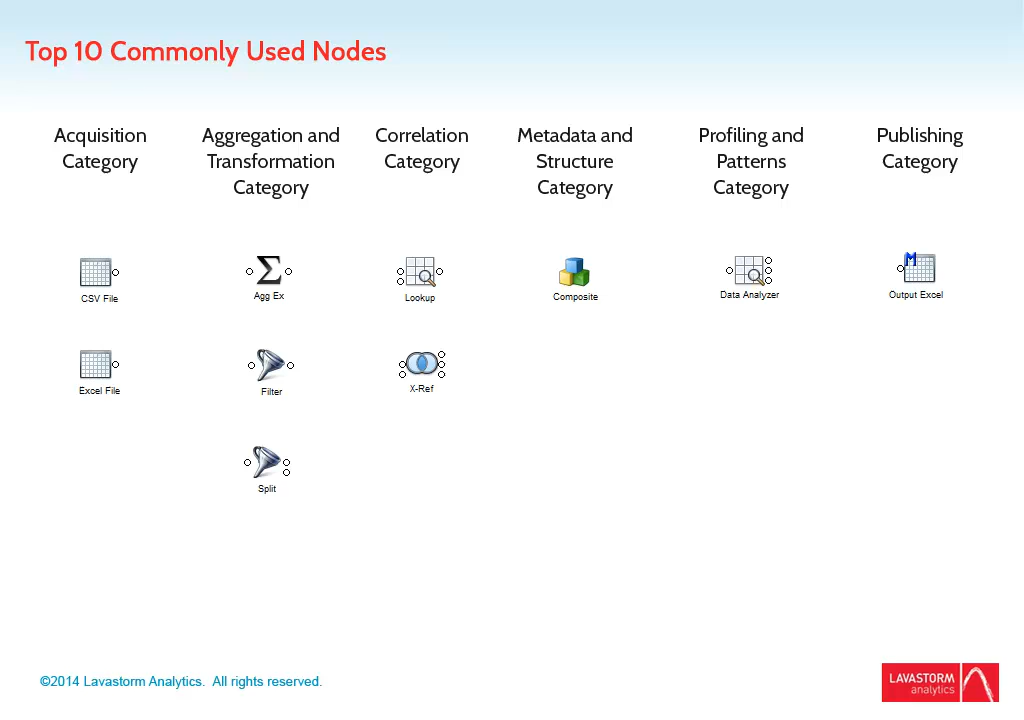 Top 10 Commonly Used Nodes
Acquisition
Category
Aggregation and
Transformation
Category
Correlation
Category
Metadata and
Structure
Category
Profiling and
Patterns
Category
Publishing
Category
CSV File
Agg Ex
Lookup
Composite
Data Analyzer
M
Output Excel
Excel File
Filter
X-Ref
Split
©2014 Lavastorm Analytics.  All rights reserved.
LAVASTORM
analytics